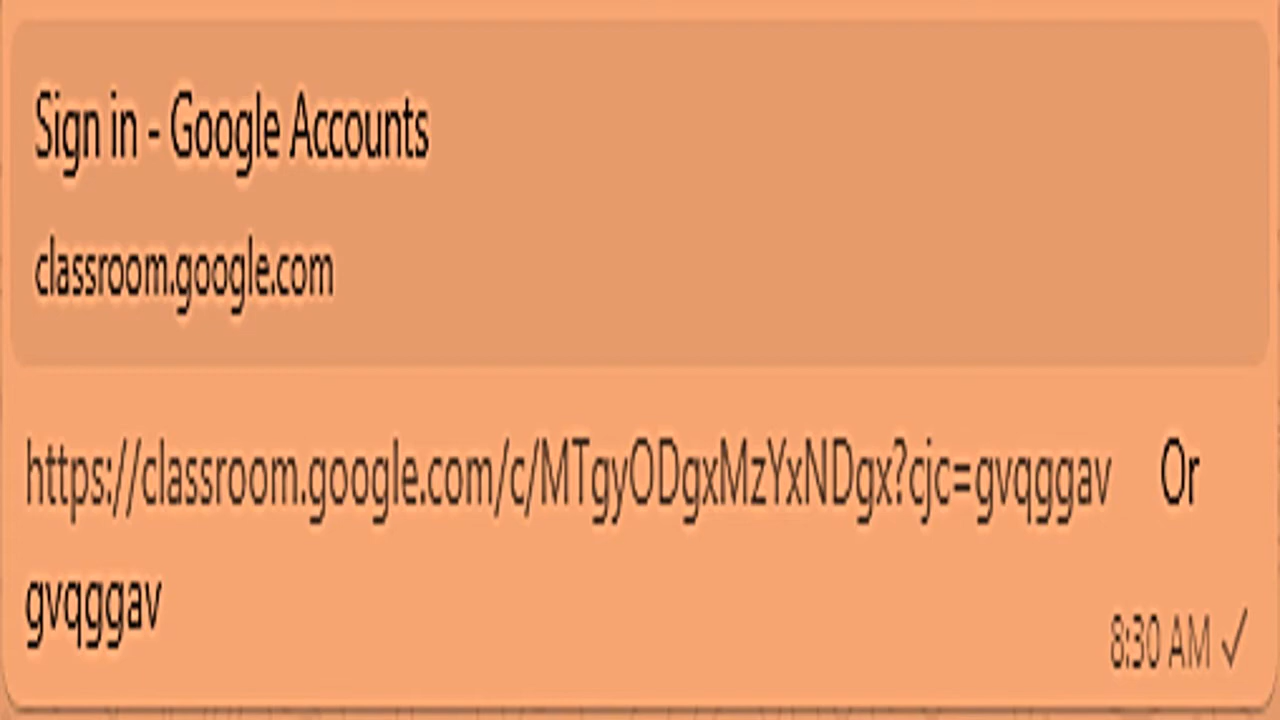 Sign in - Google Accounts
classroom.google.com
https://classroom.google.com/c/MTgyODgxMzYxNDgx?cjc=gvqggav Or
gvqggav
8:30 AM ✓